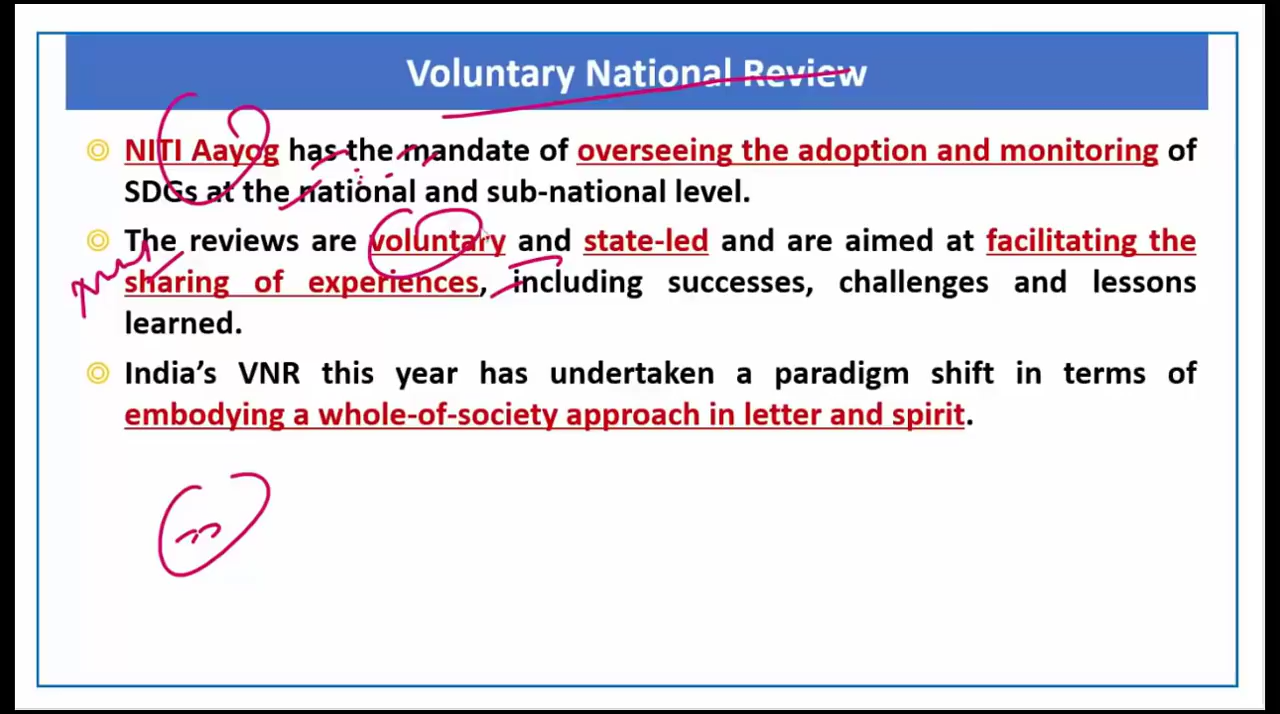 Voluntary National Review
NITI Aayog has the mandate of overseeing the adoption and monitoring of
SDGs at the national and sub-national level.
The reviews are voluntary and state-led and are aimed at facilitating the
sharing of experiences, including successes, challenges and lessons
learned.
India's VNR this year has undertaken a paradigm shift in terms of
embodying a whole-of-society approach in letter and spirit.